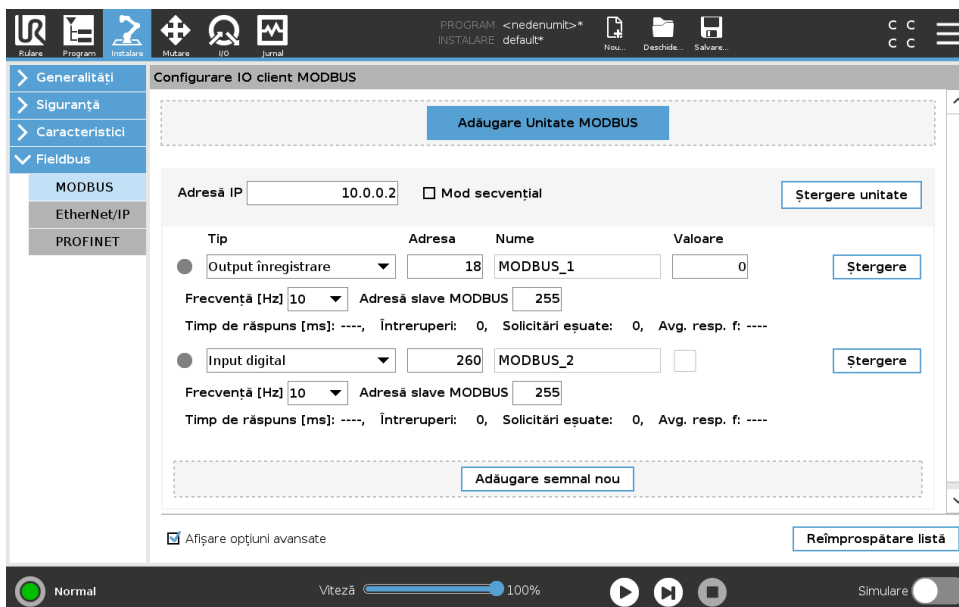 UR
PROGRAM <nedenumit>*
INSTALARE default*
Rulare Program Instalare Mutare I/O Jurnal Nou... Deschide... Salvare...
C C
C C
Generalități
Siguranță
Caracteristici
Fieldbus
MODBUS
EtherNet/IP
PROFINET
Configurare IO client MODBUS
Adăugare Unitate MODBUS
Adresă IP 10.0.0.2 Mod secvențial Ștergere unitate
Tip Adresa Nume Valoare
Output înregistrare 18 MODBUS_1 0 Ștergere
Frecvență [Hz] 10 Adresă slave MODBUS 255
Timp de răspuns [ms]: ----, Întreruperi: 0, Solicitări eșuate: 0, Avg. resp. f: ----
Input digital 260 MODBUS_2 Ștergere
Frecvență [Hz] 10 Adresă slave MODBUS 255
Timp de răspuns [ms]: ----, Întreruperi: 0, Solicitări eșuate: 0, Avg. resp. f: ----
Adăugare semnal nou
Afișare opțiuni avansate Reîmprospătare listă
Normal Viteză 100% Simulare